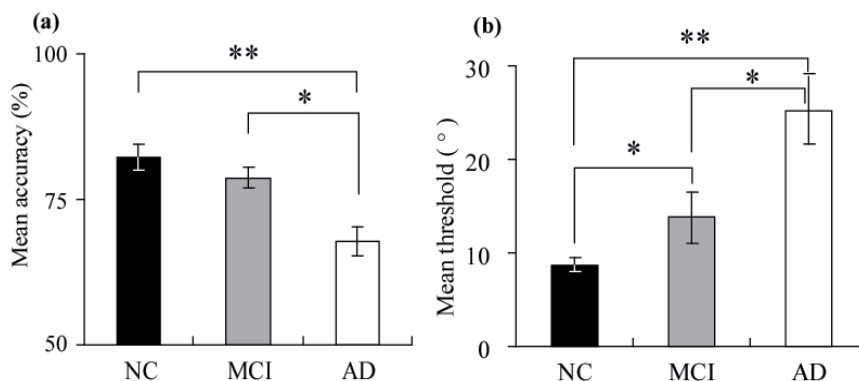 (a)
Mean accuracy (%)
100
75
50
**
*
NC MCI AD
(b)
Mean threshold ( ° )
30
20
10
0
**
*
*
NC MCI AD